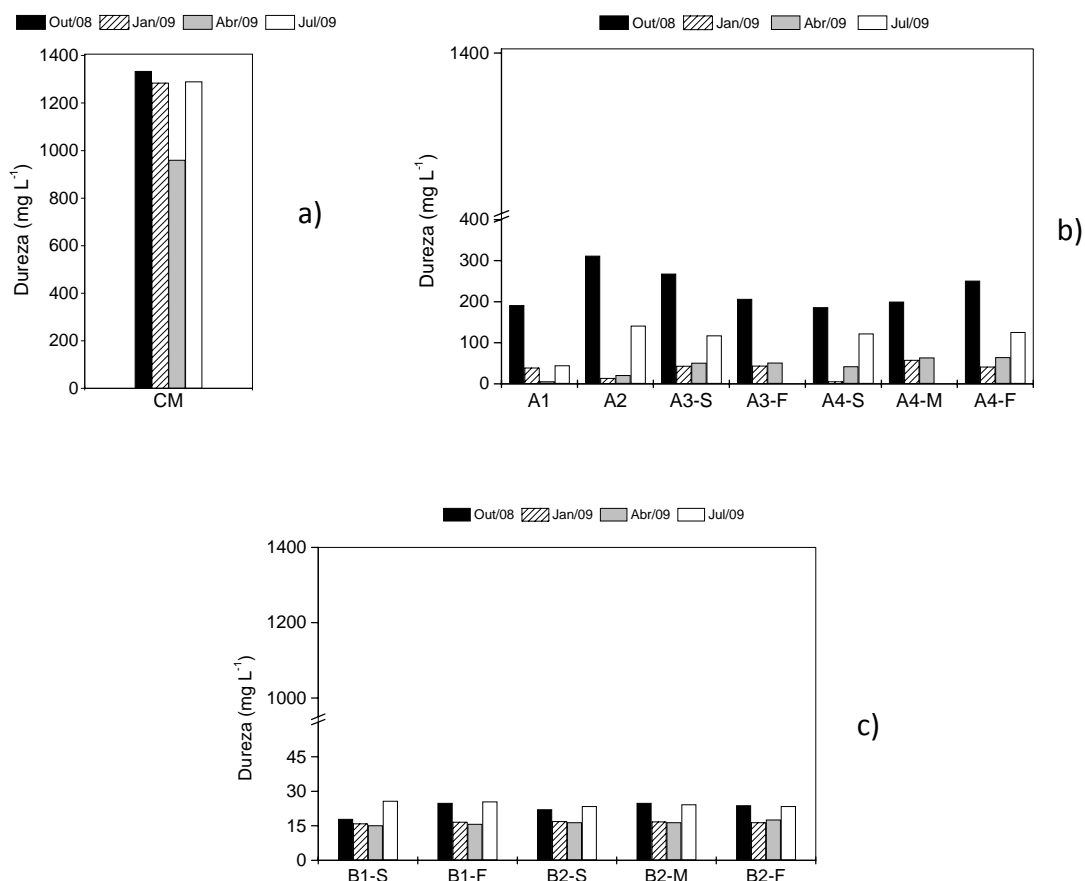 Out/08 Jan/09 Abr/09 Jul/09
1400
1200
1000
800
600
400
200
0
Dureza (mg L⁻¹)
CM
a)
Out/08 Jan/09 Abr/09 Jul/09
1400
400
300
200
100
0
Dureza (mg L⁻¹)
A1 A2 A3-S A3-F A4-S A4-M A4-F
b)
Out/08 Jan/09 Abr/09 Jul/09
1400
1200
1000
45
30
15
0
Dureza (mg L⁻¹)
B1-S B1-F B2-S B2-M B2-F
c)